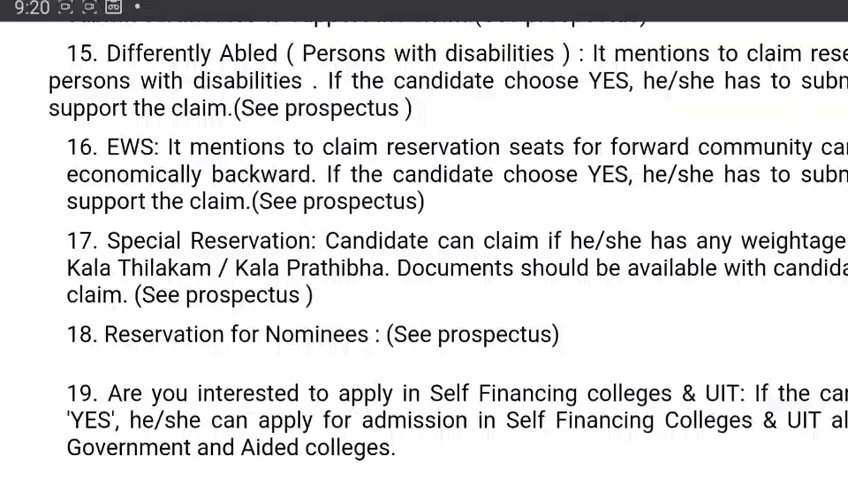 9:20
15. Differently Abled ( Persons with disabilities ) : It mentions to claim rese
persons with disabilities . If the candidate choose YES, he/she has to subn
support the claim.(See prospectus )
16. EWS: It mentions to claim reservation seats for forward community ca
economically backward. If the candidate choose YES, he/she has to subn
support the claim.(See prospectus)
17. Special Reservation: Candidate can claim if he/she has any weightage
Kala Thilakam / Kala Prathibha. Documents should be available with candida
claim. (See prospectus )
18. Reservation for Nominees : (See prospectus)
19. Are you interested to apply in Self Financing colleges & UIT: If the ca
'YES', he/she can apply for admission in Self Financing Colleges & UIT al
Government and Aided colleges.